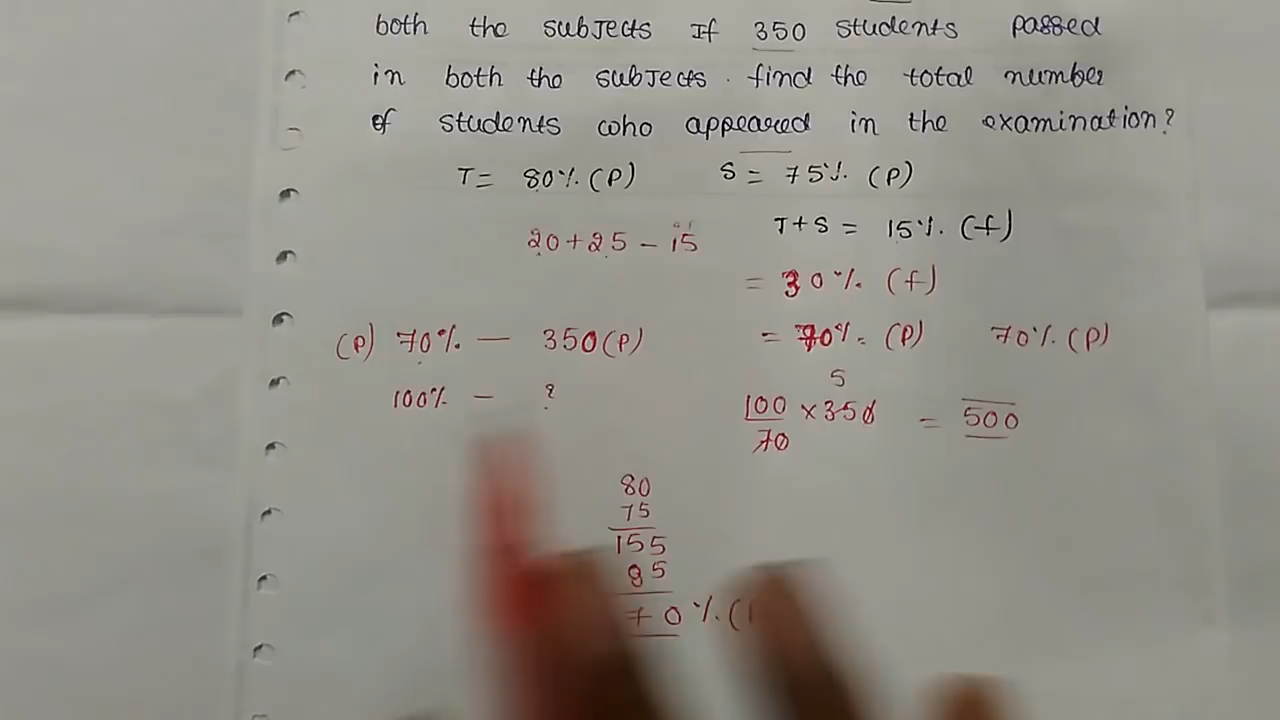 both the subJects If 350 students passed
in both the subJects. find the total number
of students who appeared in the examination?
T= 80% (P) S = 75% (P)
20+25-15 T+S = 15% (f)
= 30% (f)
(P) 70% — 350(P) = 70% (P) 70% (P)
100% — ?
5
100/70 × 350 = 500
80
75
155
85
70% (